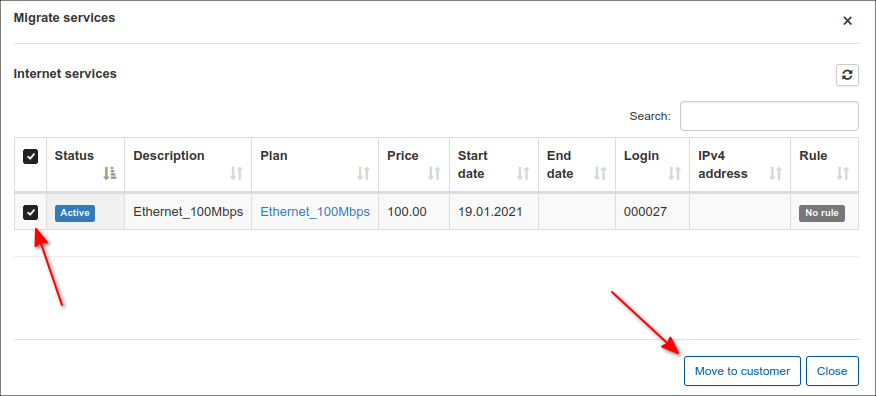 Migrate services
×
Internet services
Search:
Status Description Plan Price Start date End date Login IPv4 address Rule
Active Ethernet_100Mbps Ethernet_100Mbps 100.00 19.01.2021 000027 No rule
Move to customer Close